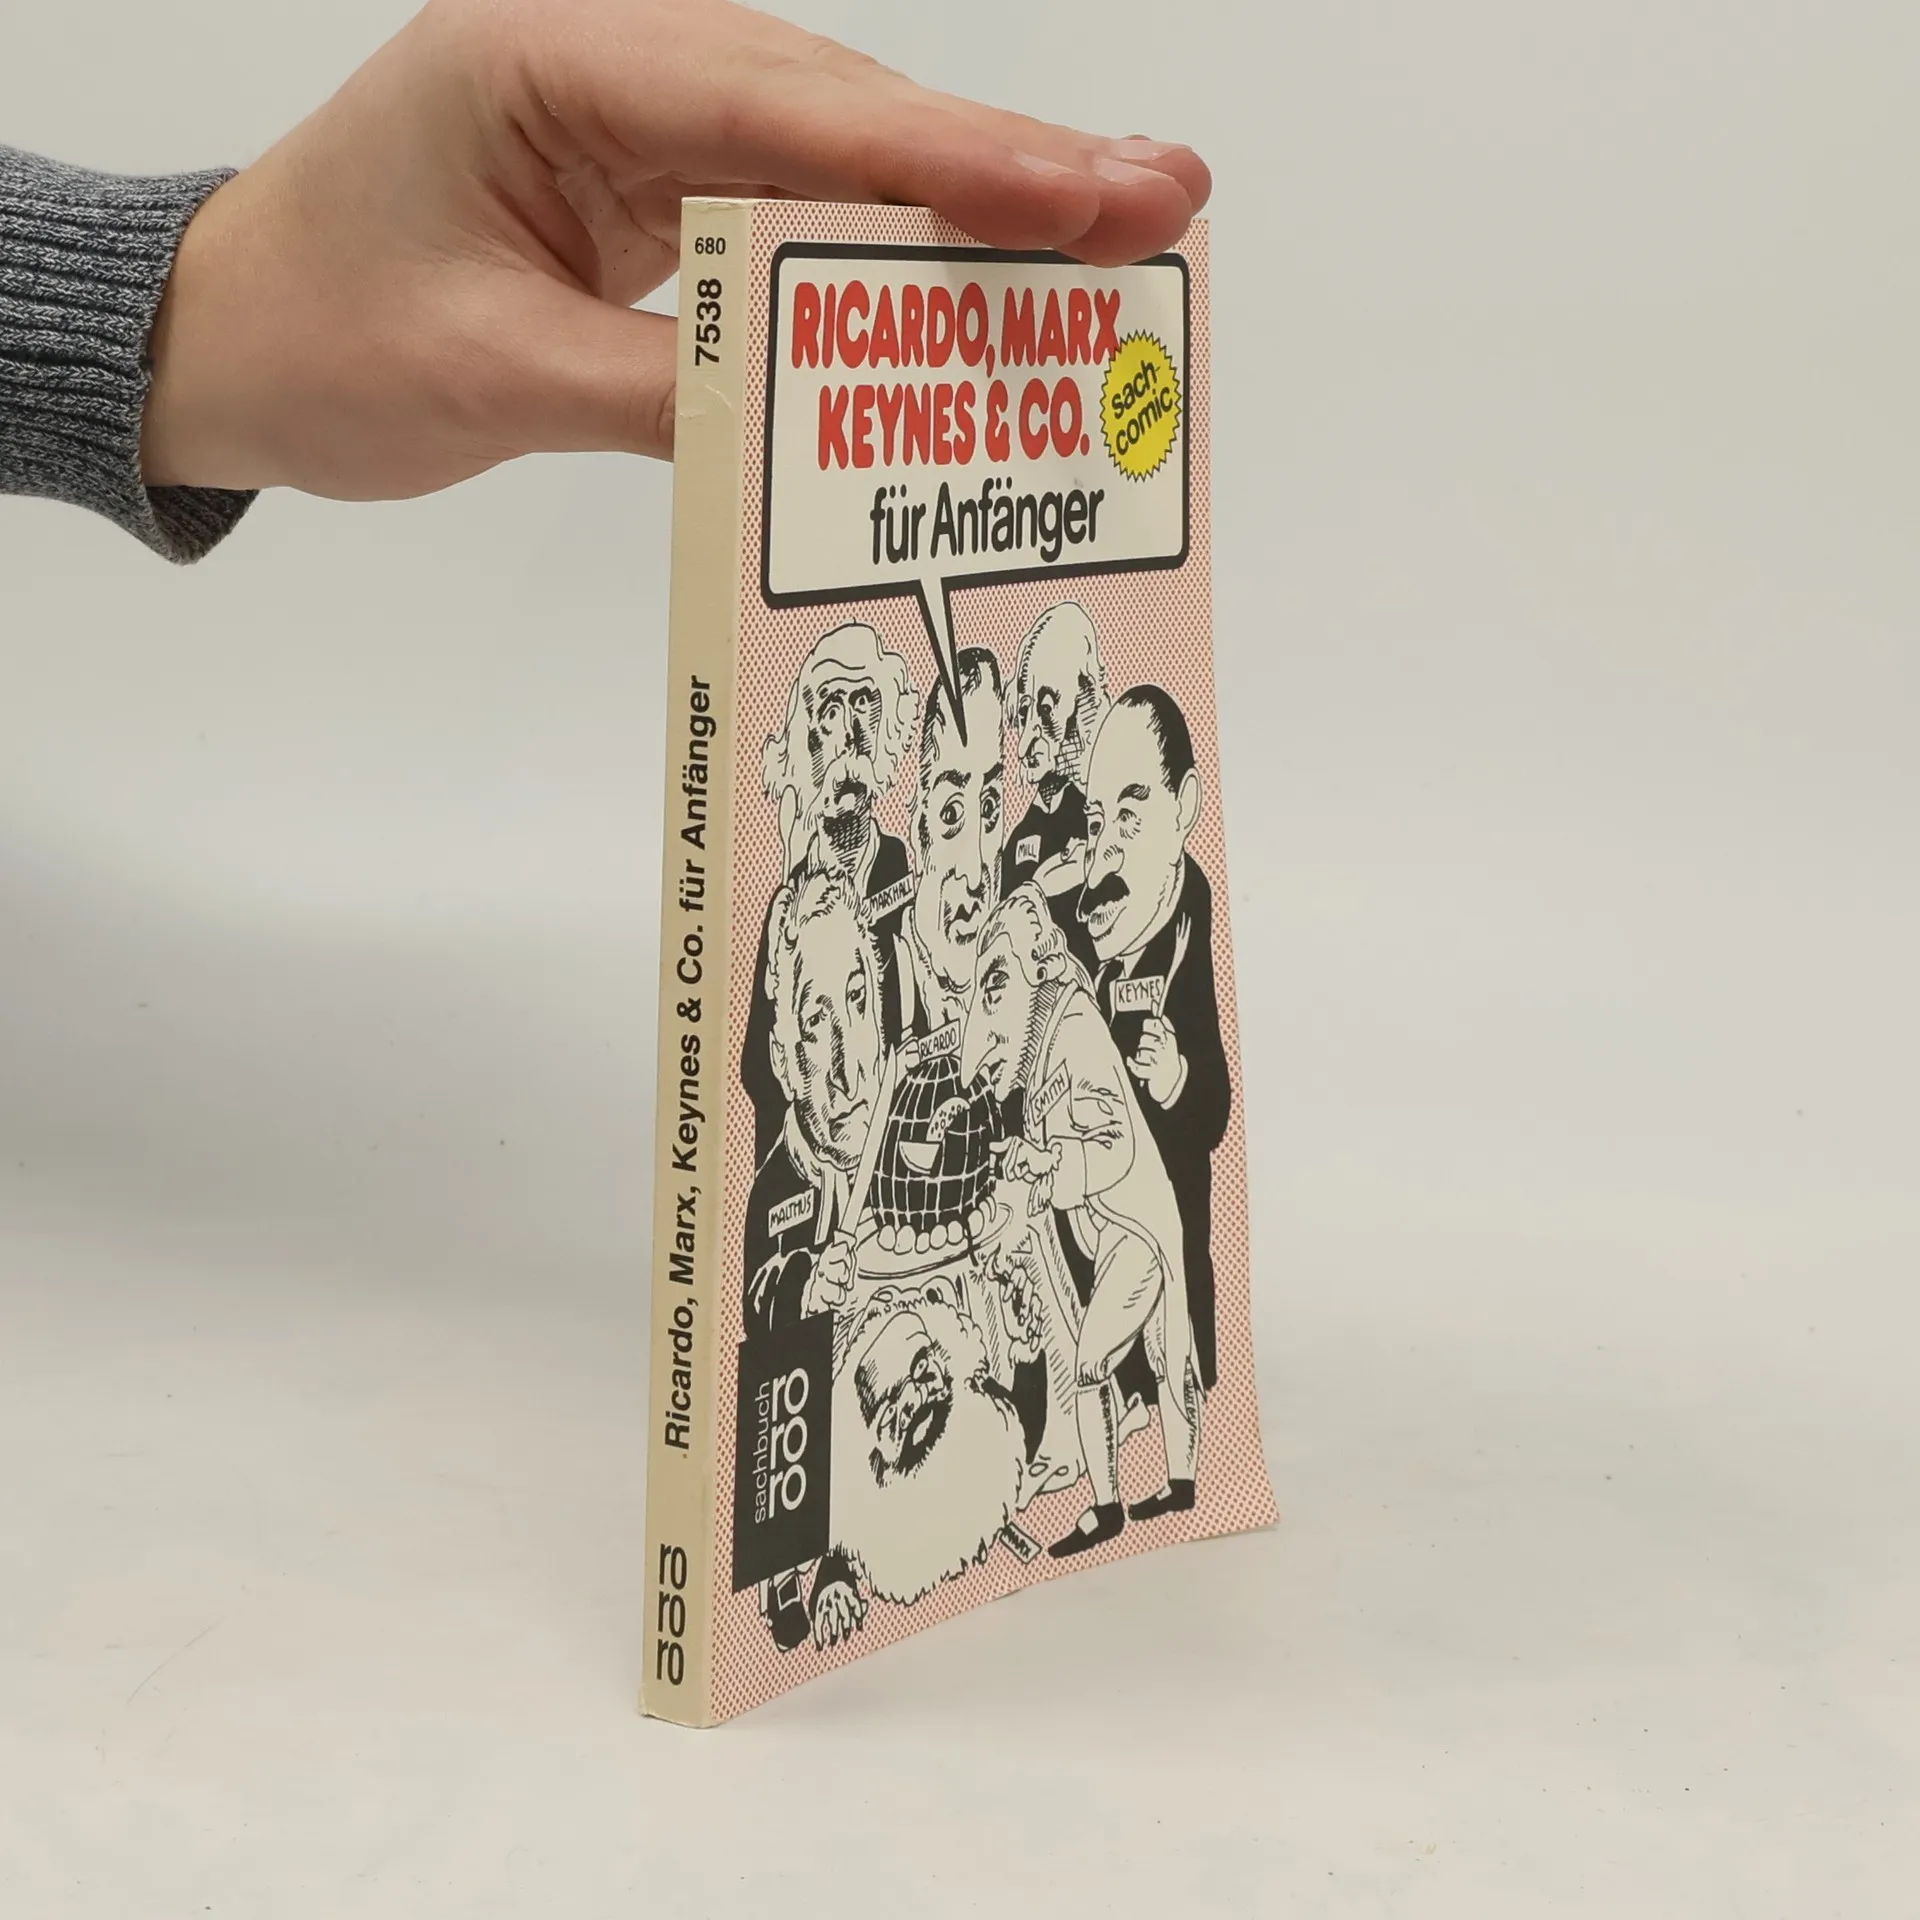 680
7538
Ricardo, Marx, Keynes & Co. für Anfänger
ro
ro
ro
RICARDO, MARX
KEYNES & CO.
für Anfänger
sach-
comic
MARSHALL
MILL
KEYNES
RICARDO
SMITH
MALTHUS
MARX
sachbuch
ro
ro
ro